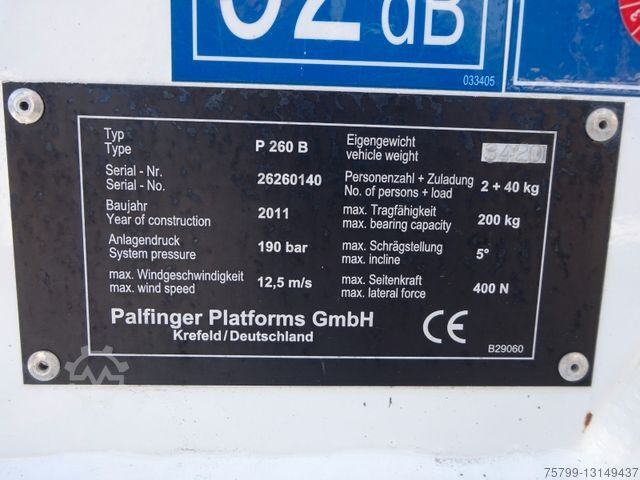 dB
033405
Typ
Type P 260 B
Serial - Nr.
Serial - No. 26260140
Baujahr
Year of construction 2011
Anlagendruck
System pressure 190 bar
max. Windgeschwindigkeit
max. wind speed 12,5 m/s
Eigengewicht
vehicle weight
Personenzahl + Zuladung
No. of persons + load 2 + 40 kg
max. Tragfähigkeit
max. bearing capacity 200 kg
max. Schrägstellung
max. incline 5°
max. Seitenkraft
max. lateral force 400 N
Palfinger Platforms GmbH
Krefeld/Deutschland
CE
B29060
75799-13149437